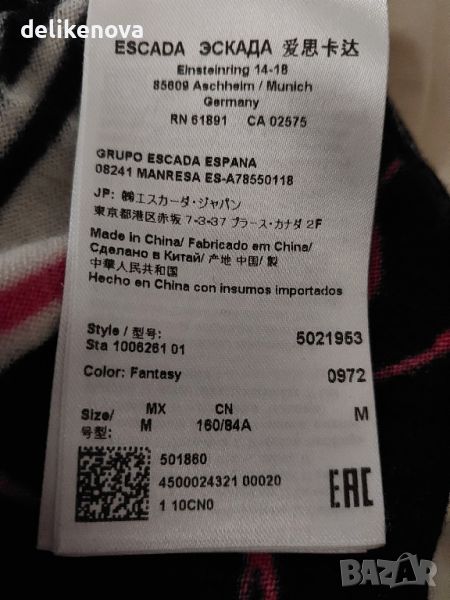 delikenova
ESCADA ЭСКАДА 爱思卡达
Einsteinring 14-18
85609 Aschheim / Munich
Germany
RN 61891 CA 02575
GRUPO ESCADA ESPANA
08241 MANRESA ES-A78550118
JP: ㈱エスカーダ・ジャパン
東京都港区赤坂 7-3-37 プラース・カナダ 2F
Made in China/ Fabricado em China/
Сделано в Китай/ 产地 中国/ 製
中華人民共和国
Hecho en China con insumos importados
Style / 型号: 5021953
Sta 1006261 01
Color: Fantasy 0972
Size/ MX CN M
号型: M 160/84A
501860
4500024321 00020
1 10CN0
EAC
BAZAR